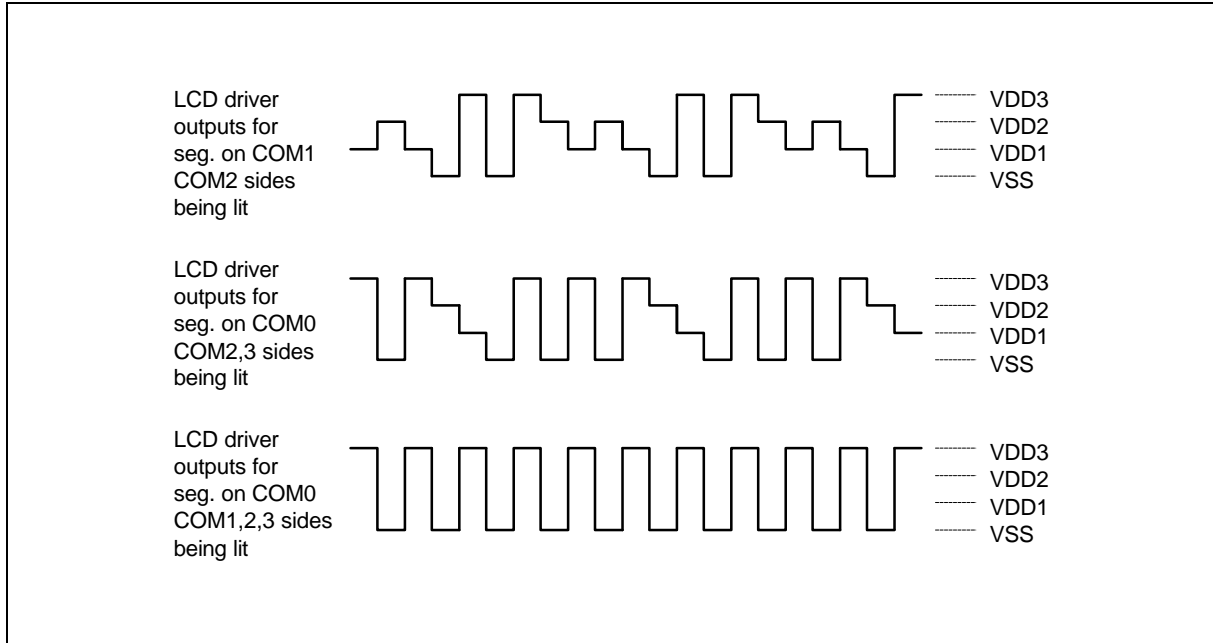 LCD driver
outputs for
seg. on COM1
COM2 sides
being lit
VDD3
VDD2
VDD1
VSS
LCD driver
outputs for
seg. on COM0
COM2,3 sides
being lit
VDD3
VDD2
VDD1
VSS
LCD driver
outputs for
seg. on COM0
COM1,2,3 sides
being lit
VDD3
VDD2
VDD1
VSS